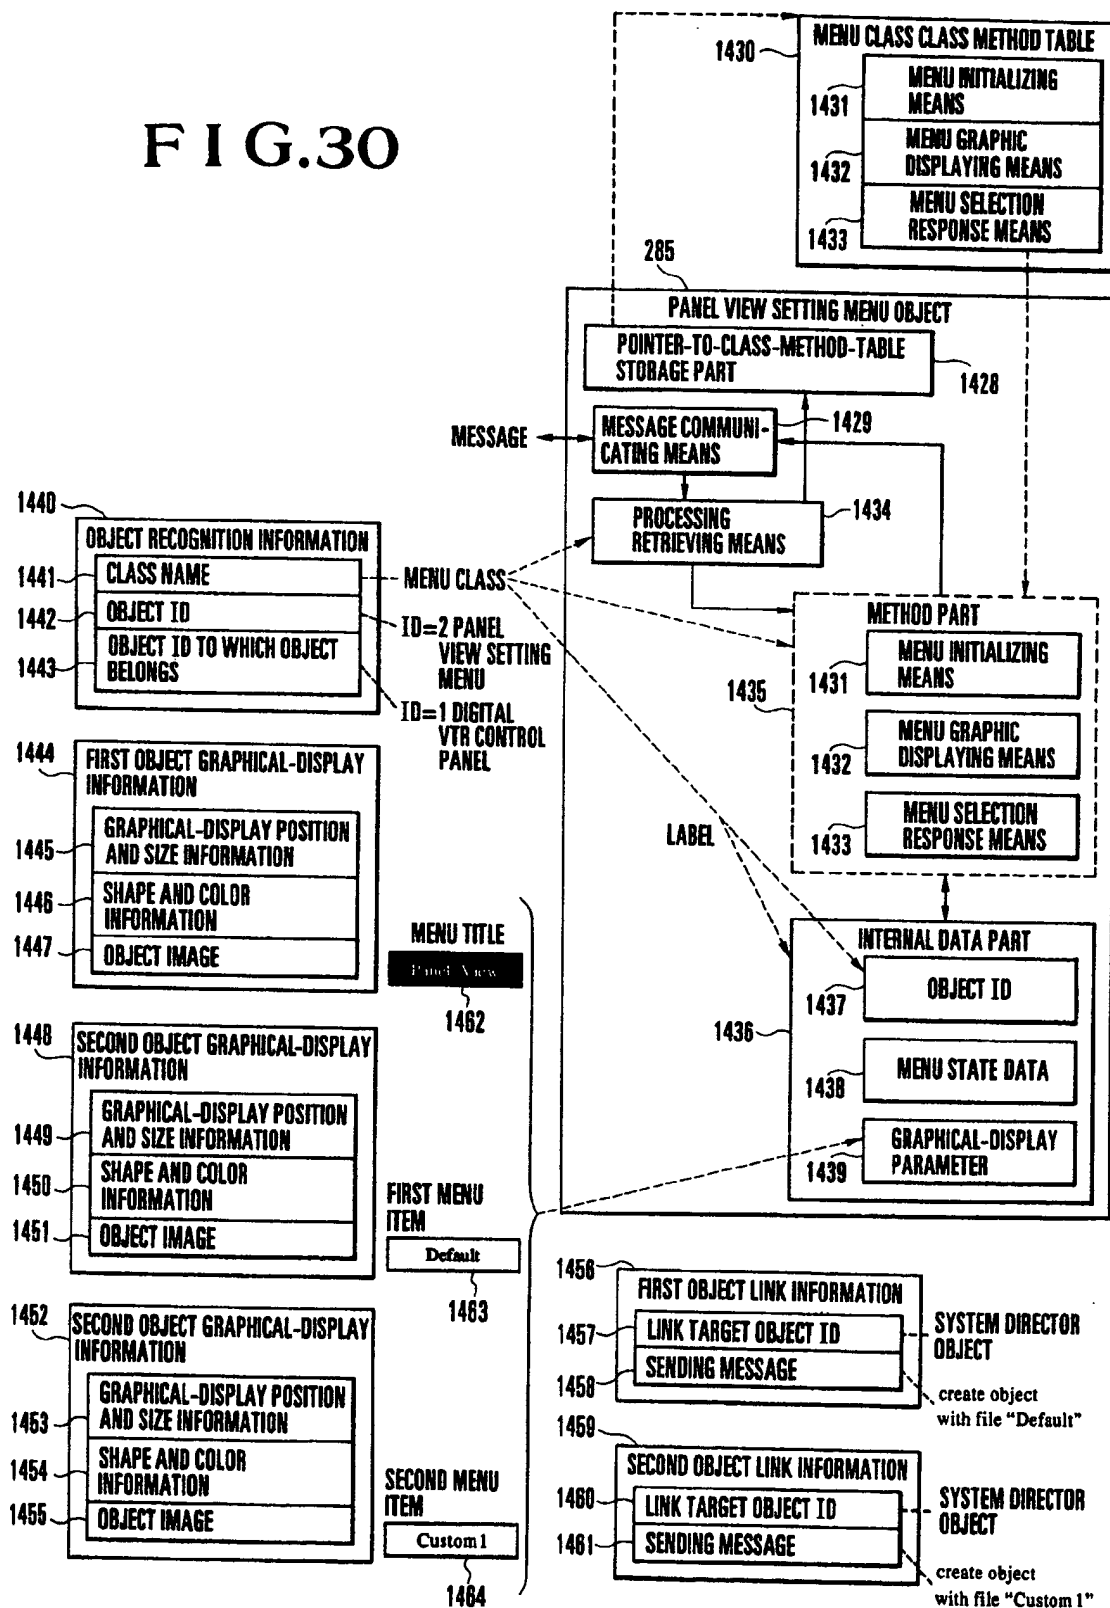 FIG.30
1430
MENU CLASS CLASS METHOD TABLE
1431
MENU INITIALIZING
MEANS
1432
MENU GRAPHIC
DISPLAYING MEANS
1433
MENU SELECTION
RESPONSE MEANS
285
PANEL VIEW SETTING MENU OBJECT
POINTER-TO-CLASS-METHOD-TABLE
STORAGE PART
1428
MESSAGE
MESSAGE COMMUNI-
CATING MEANS
1429
PROCESSING
RETRIEVING MEANS
1434
METHOD PART
1435
1431
MENU INITIALIZING
MEANS
1432
MENU GRAPHIC
DISPLAYING MEANS
1433
MENU SELECTION
RESPONSE MEANS
LABEL
1436
INTERNAL DATA PART
1437
OBJECT ID
1438
MENU STATE DATA
1439
GRAPHICAL-DISPLAY
PARAMETER
1440
OBJECT RECOGNITION INFORMATION
1441
CLASS NAME
MENU CLASS
1442
OBJECT ID
ID=2 PANEL
VIEW SETTING
MENU
1443
OBJECT ID TO WHICH OBJECT
BELONGS
ID=1 DIGITAL
VTR CONTROL
PANEL
1444
FIRST OBJECT GRAPHICAL-DISPLAY
INFORMATION
1445
GRAPHICAL-DISPLAY POSITION
AND SIZE INFORMATION
1446
SHAPE AND COLOR
INFORMATION
1447
OBJECT IMAGE
MENU TITLE
Panel View
1462
1448
SECOND OBJECT GRAPHICAL-DISPLAY
INFORMATION
1449
GRAPHICAL-DISPLAY POSITION
AND SIZE INFORMATION
1450
SHAPE AND COLOR
INFORMATION
1451
OBJECT IMAGE
FIRST MENU
ITEM
Default
1463
1452
SECOND OBJECT GRAPHICAL-DISPLAY
INFORMATION
1453
GRAPHICAL-DISPLAY POSITION
AND SIZE INFORMATION
1454
SHAPE AND COLOR
INFORMATION
1455
OBJECT IMAGE
SECOND MENU
ITEM
Custom1
1464
1456
FIRST OBJECT LINK INFORMATION
1457
LINK TARGET OBJECT ID
SYSTEM DIRECTOR
OBJECT
1458
SENDING MESSAGE
create object
with file "Default"
1459
SECOND OBJECT LINK INFORMATION
1460
LINK TARGET OBJECT ID
SYSTEM DIRECTOR
OBJECT
1461
SENDING MESSAGE
create object
with file "Custom1"